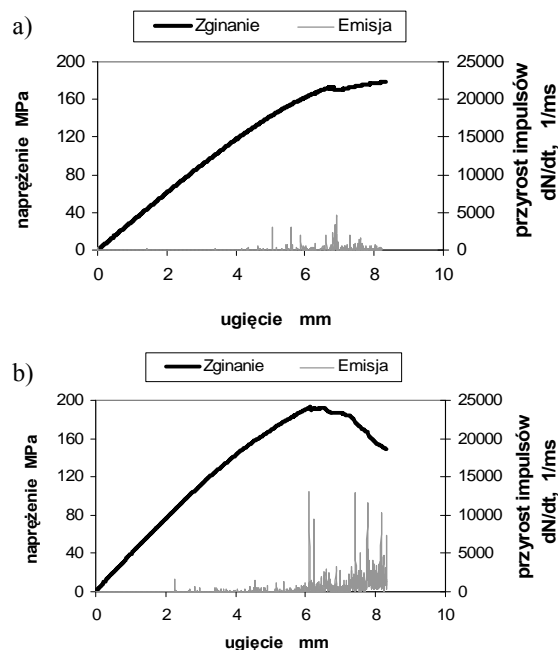 a)
Zginanie Emisja
naprężenie MPa
200
160
120
80
40
0
25000
20000
15000
10000
5000
0
przyrost impulsów
dN/dt, 1/ms
0 2 4 6 8 10
ugięcie mm
b)
Zginanie Emisja
naprężenie MPa
200
160
120
80
40
0
25000
20000
15000
10000
5000
0
przyrost impulsów
dN/dt, 1/ms
0 2 4 6 8 10
ugięcie mm